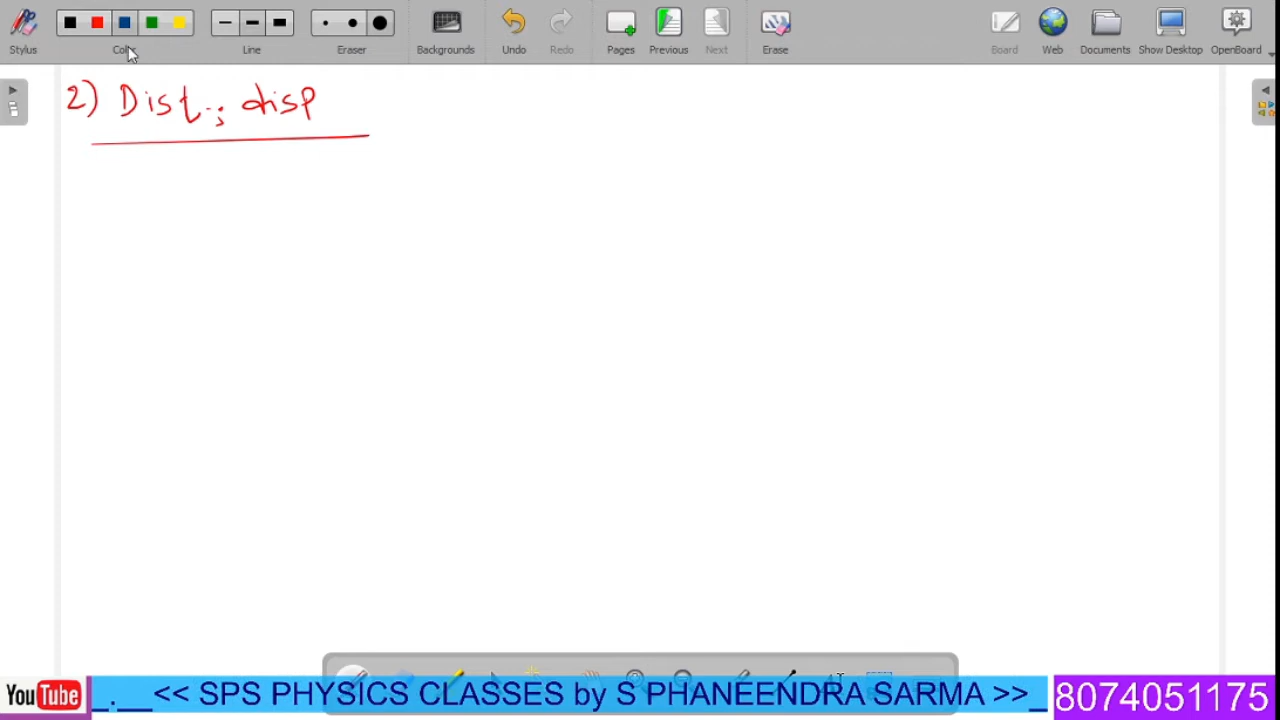 Stylus Color Line Eraser Backgrounds Undo Redo Pages Previous Next Erase Board Web Documents Show Desktop OpenBoard
2) Dist.; disp
YouTube _.__ << SPS PHYSICS CLASSES by S PHANEENDRA SARMA >>_ 8074051175